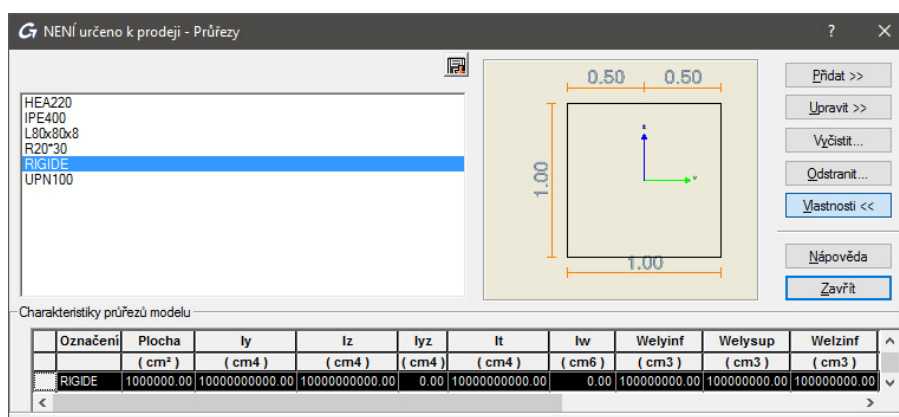 NENÍ určeno k prodeji - Průřezy
HEA220
IPE400
L80x80x8
R20*30
RIGIDE
UPN100
0.50 0.50
z
1.00
1.00
Přidat >>
Upravit >>
Vyčistit...
Odstranit...
Vlastnosti <<
Nápověda
Zavřít
Charakteristiky průřezů modelu
Označení Plocha Iy Iz Iyz It Iw Welyinf Welysup Welzinf
( cm² ) ( cm4 ) ( cm4 ) ( cm4 ) ( cm4 ) ( cm6 ) ( cm3 ) ( cm3 ) ( cm3 )
RIGIDE 1000000.00 10000000000.00 10000000000.00 0.00 10000000000.00 0.00 100000000.00 100000000.00 100000000.00